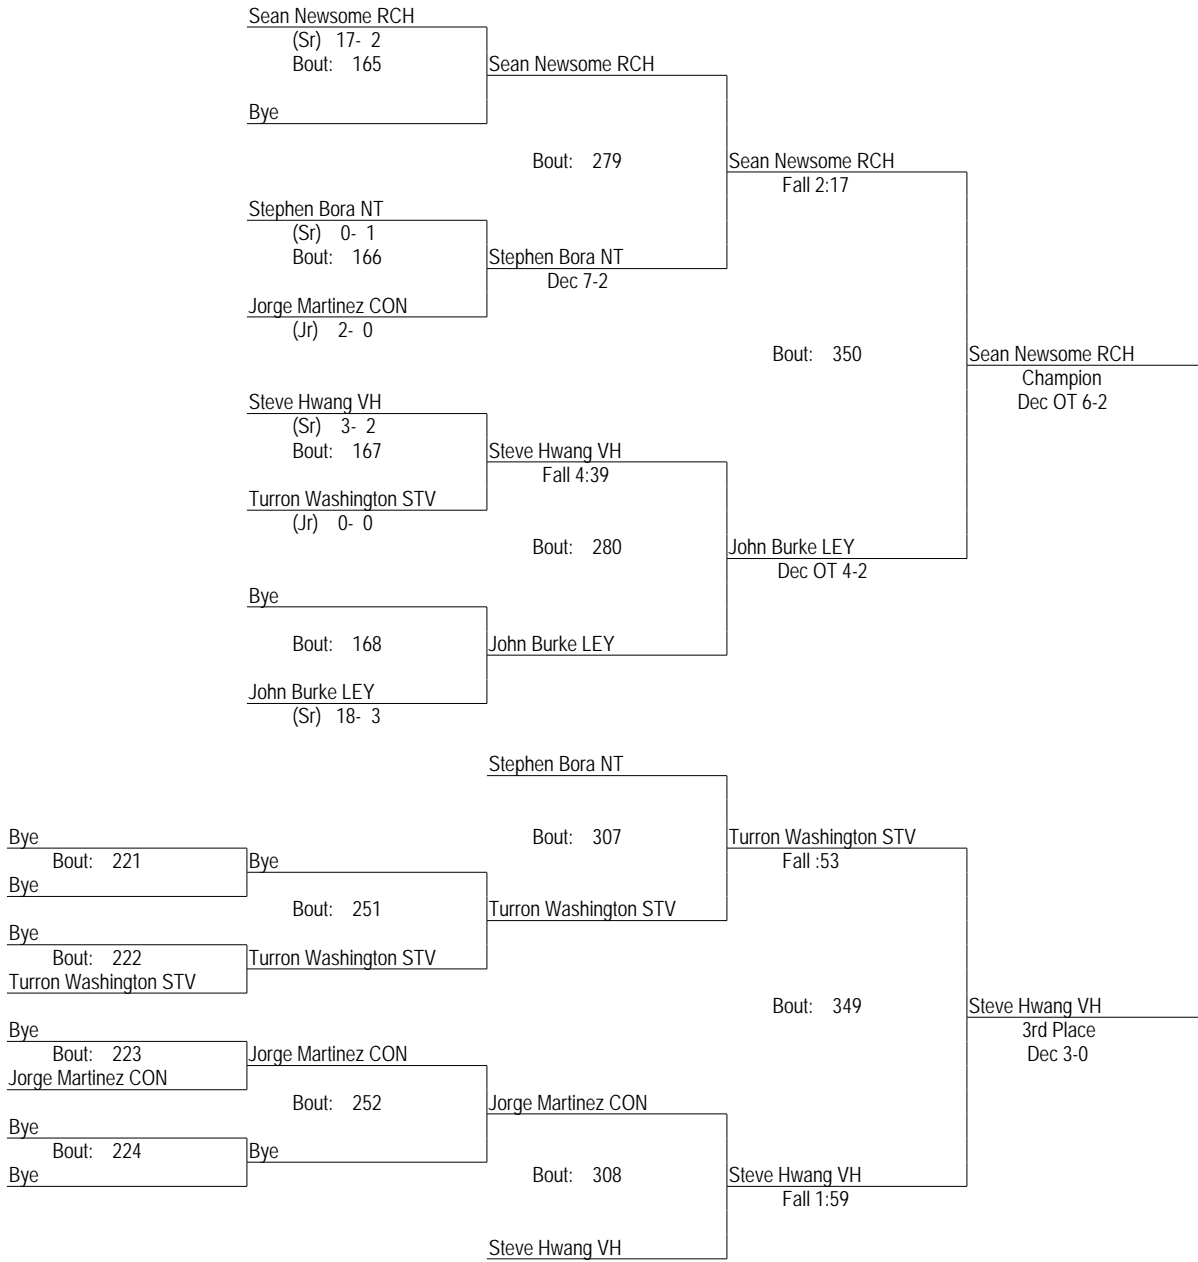 Sean Newsome RCH
(Sr) 17- 2
Bout: 165
Sean Newsome RCH
Bye
Bout: 279
Sean Newsome RCH
Fall 2:17
Stephen Bora NT
(Sr) 0- 1
Bout: 166
Stephen Bora NT
Dec 7-2
Jorge Martinez CON
(Jr) 2- 0
Bout: 350
Sean Newsome RCH
Champion
Dec OT 6-2
Steve Hwang VH
(Sr) 3- 2
Bout: 167
Steve Hwang VH
Fall 4:39
Turron Washington STV
(Jr) 0- 0
Bout: 280
John Burke LEY
Dec OT 4-2
Bye
Bout: 168
John Burke LEY
John Burke LEY
(Sr) 18- 3
Stephen Bora NT
Bout: 307
Turron Washington STV
Fall :53
Bye
Bout: 221
Bye
Bye
Bout: 251
Turron Washington STV
Bye
Bout: 222
Turron Washington STV
Turron Washington STV
Bout: 349
Steve Hwang VH
3rd Place
Dec 3-0
Bye
Bout: 223
Jorge Martinez CON
Jorge Martinez CON
Bout: 252
Jorge Martinez CON
Bye
Bout: 224
Bye
Bye
Bout: 308
Steve Hwang VH
Fall 1:59
Steve Hwang VH